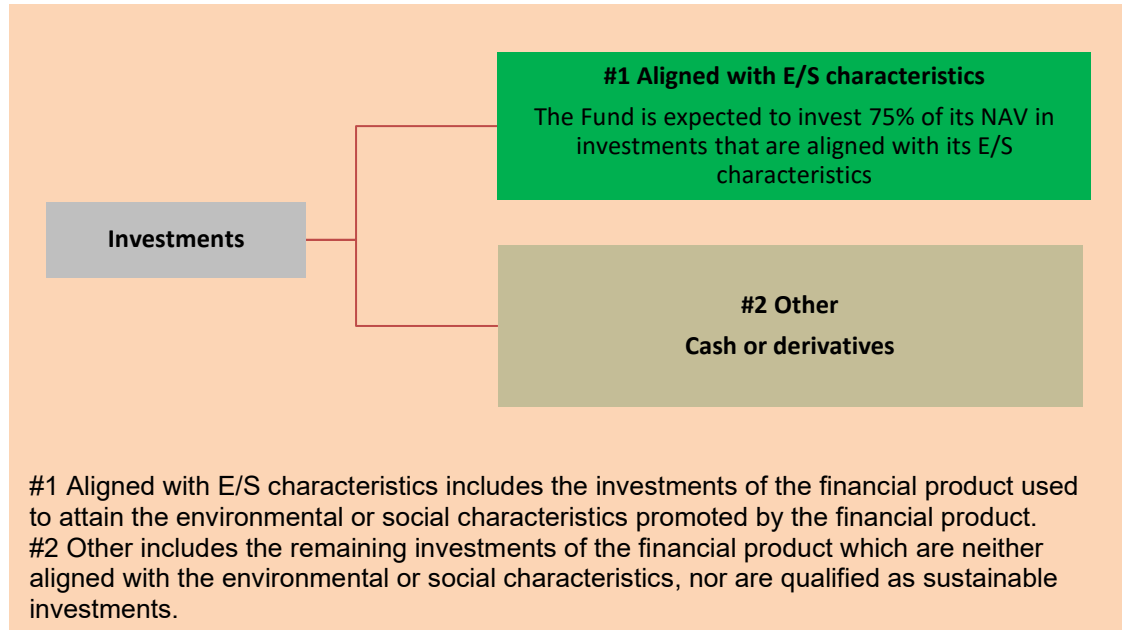 #1 Aligned with E/S characteristics
The Fund is expected to invest 75% of its NAV in
investments that are aligned with its E/S
characteristics
Investments
#2 Other
Cash or derivatives
#1 Aligned with E/S characteristics includes the investments of the financial product used
to attain the environmental or social characteristics promoted by the financial product.
#2 Other includes the remaining investments of the financial product which are neither
aligned with the environmental or social characteristics, nor are qualified as sustainable
investments.